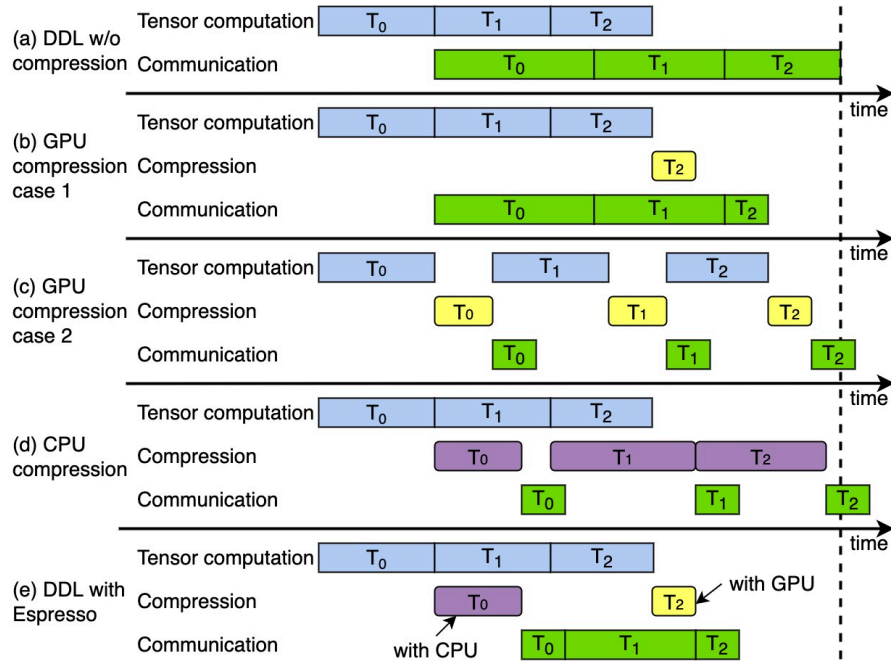 (a) DDL w/o
compression
Tensor computation
T₀ T₁ T₂
Communication
T₀ T₁ T₂
time
(b) GPU
compression
case 1
Tensor computation
T₀ T₁ T₂
Compression
T₂
Communication
T₀ T₁ T₂
time
(c) GPU
compression
case 2
Tensor computation
T₀ T₁ T₂
Compression
T₀ T₁ T₂
Communication
T₀ T₁ T₂
time
(d) CPU
compression
Tensor computation
T₀ T₁ T₂
Compression
T₀ T₁ T₂
Communication
T₀ T₁ T₂
time
(e) DDL with
Espresso
Tensor computation
T₀ T₁ T₂
Compression
T₀ T₂
with GPU
with CPU
Communication
T₀ T₁ T₂